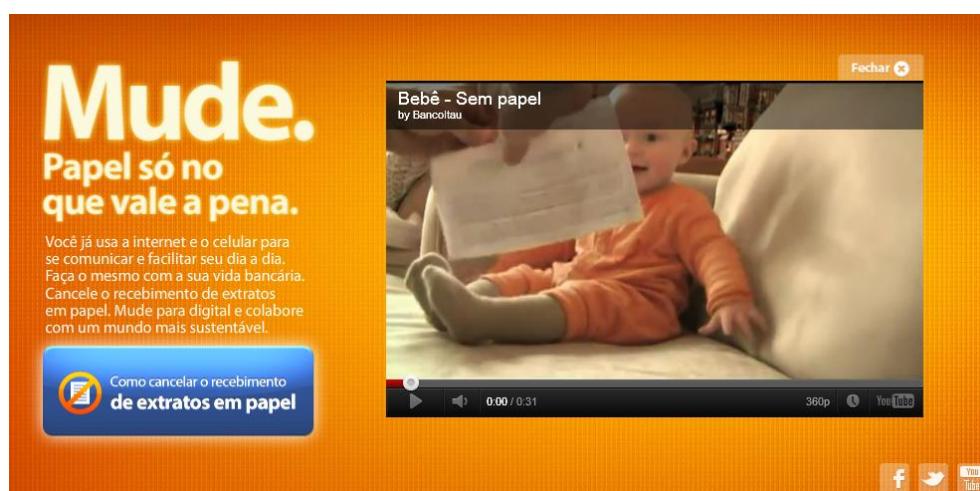 Mude.
Papel só no
que vale a pena.
Você já usa a internet e o celular para
se comunicar e facilitar seu dia a dia.
Faça o mesmo com a sua vida bancária.
Cancele o recebimento de extratos
em papel. Mude para digital e colabore
com um mundo mais sustentável.
Como cancelar o recebimento
de extratos em papel
Fechar
Bebê - Sem papel
by BancoItau
0:00 / 0:31
360p
YouTube
f
You
Tube